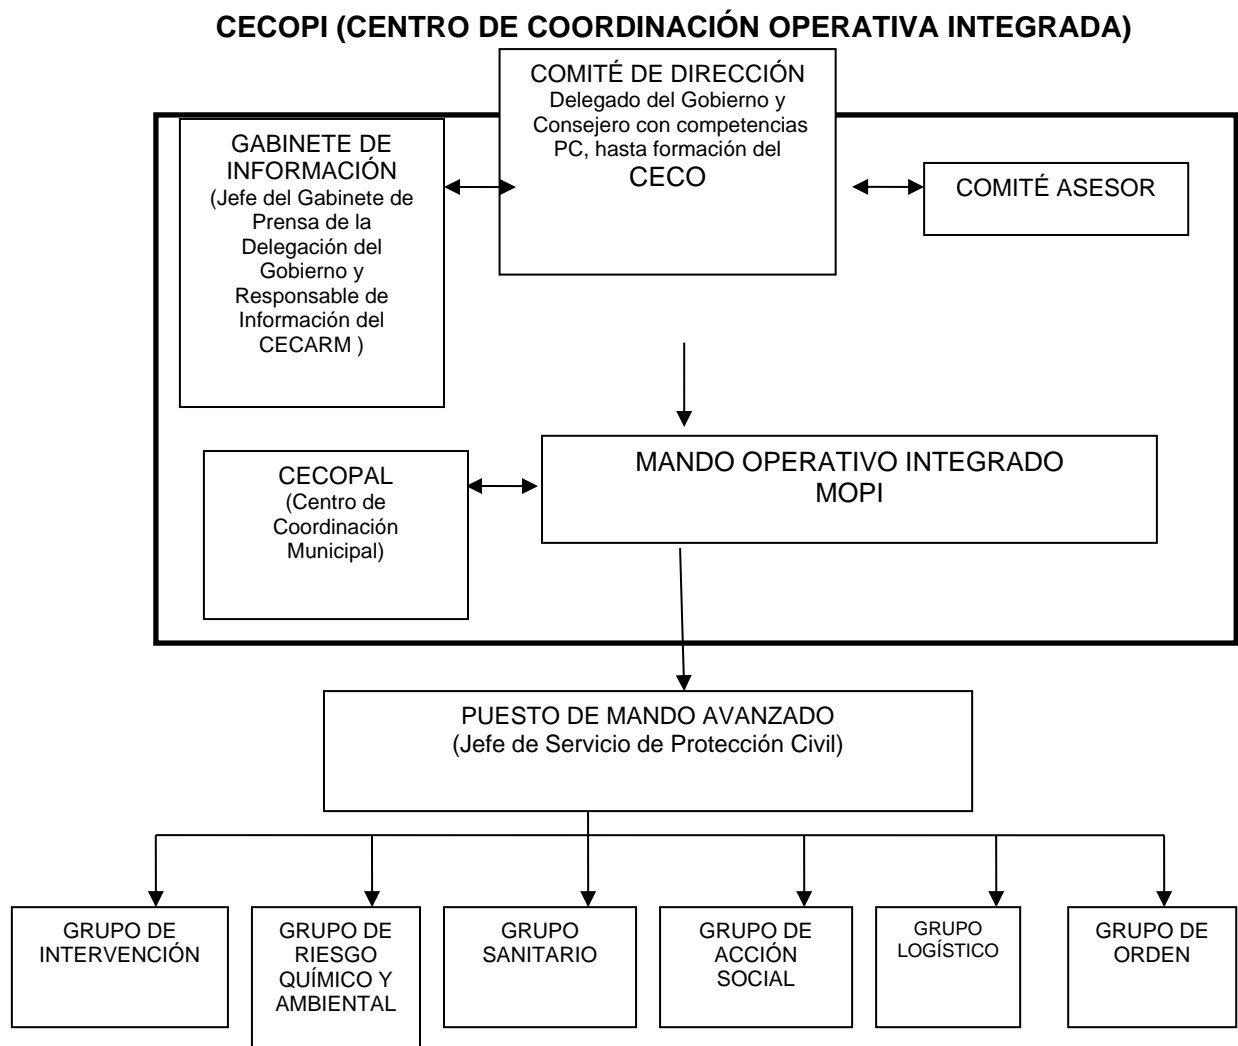 CECOPI (CENTRO DE COORDINACIÓN OPERATIVA INTEGRADA)
COMITÉ DE DIRECCIÓN
Delegado del Gobierno y
Consejero con competencias
PC, hasta formación del
CECO
GABINETE DE
INFORMACIÓN
(Jefe del Gabinete de
Prensa de la
Delegación del
Gobierno y
Responsable de
Información del
CECARM )
COMITÉ ASESOR
CECOPAL
(Centro de
Coordinación
Municipal)
MANDO OPERATIVO INTEGRADO
MOPI
PUESTO DE MANDO AVANZADO
(Jefe de Servicio de Protección Civil)
GRUPO DE
INTERVENCIÓN
GRUPO DE
RIESGO
QUÍMICO Y
AMBIENTAL
GRUPO
SANITARIO
GRUPO DE
ACCIÓN
SOCIAL
GRUPO
LOGÍSTICO
GRUPO DE
ORDEN